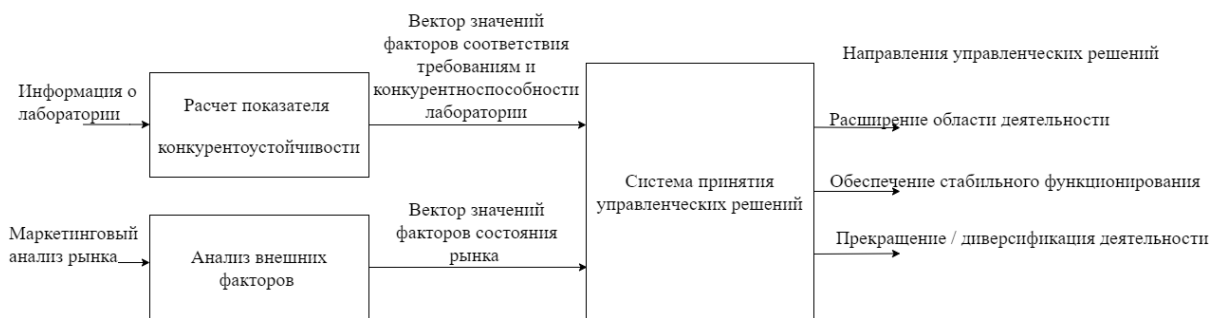 Информация о
лаборатории
Расчет показателя
конкурентоустойчивости
Вектор значений
факторов соответствия
требованиям и
конкурентноспособности
лаборатории
Маркетинговый
анализ рынка
Анализ внешних
факторов
Вектор значений
факторов состояния
рынка
Система принятия
управленческих решений
Направления управленческих решений
Расширение области деятельности
Обеспечение стабильного функционирования
Прекращение / диверсификация деятельности